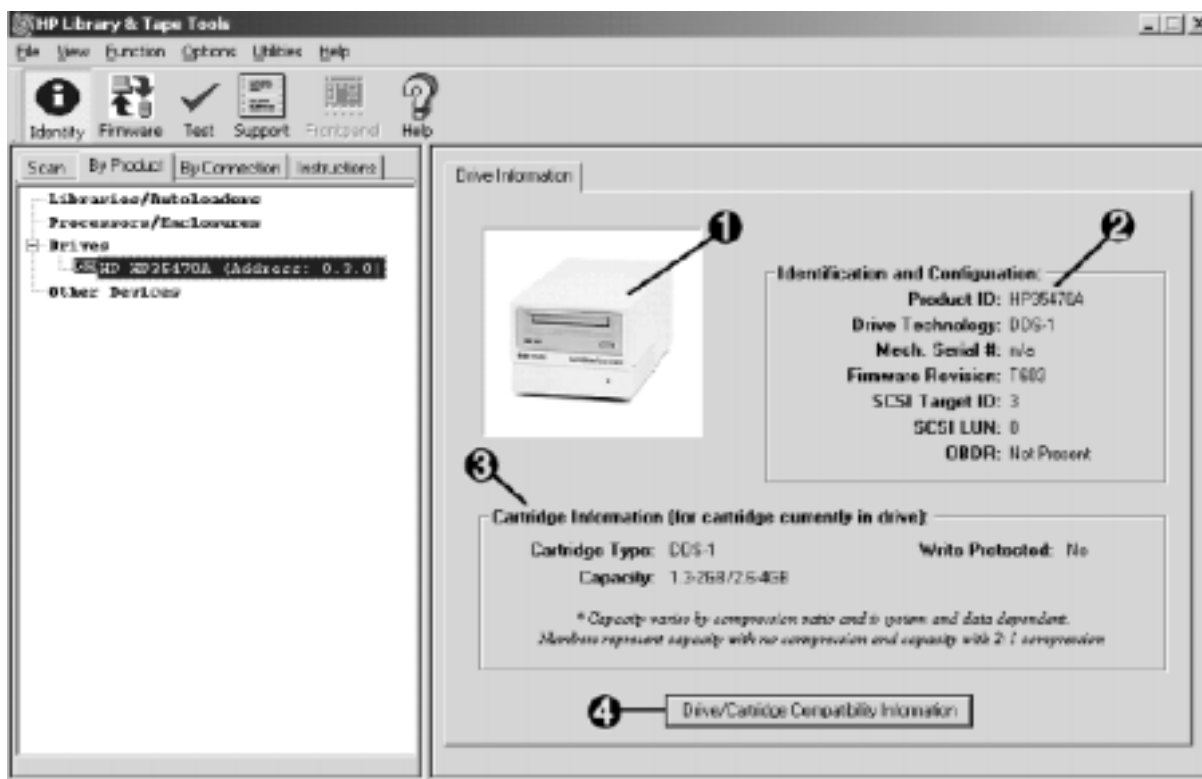 HP Library & Tape Tools
File View Function Options Utilities Help
Identity Firmware Test Support Frontpanel Help
Scan By Product By Connection Instructions
Libraries/Autoloaders
Processors/Enclosures
Drives
HP35470A (Address: 0.3.0)
Other Devices
Drive Information
1
2
Identification and Configuration:
Product ID: HP35470A
Drive Technology: DDS-1
Mech. Serial #: n/a
Firmware Revision: T603
SCSI Target ID: 3
SCSI LUN: 0
OBDR: Not Present
3
Cartridge Information (for cartridge currently in drive):
Cartridge Type: DDS-1 Write Protected: No
Capacity: 1.3-2GB/2.6-4GB
* Capacity varies by compression ratio and is system and data dependent.
Numbers represent capacity with no compression and capacity with 2:1 compression
4
Drive/Cartridge Compatibility Information